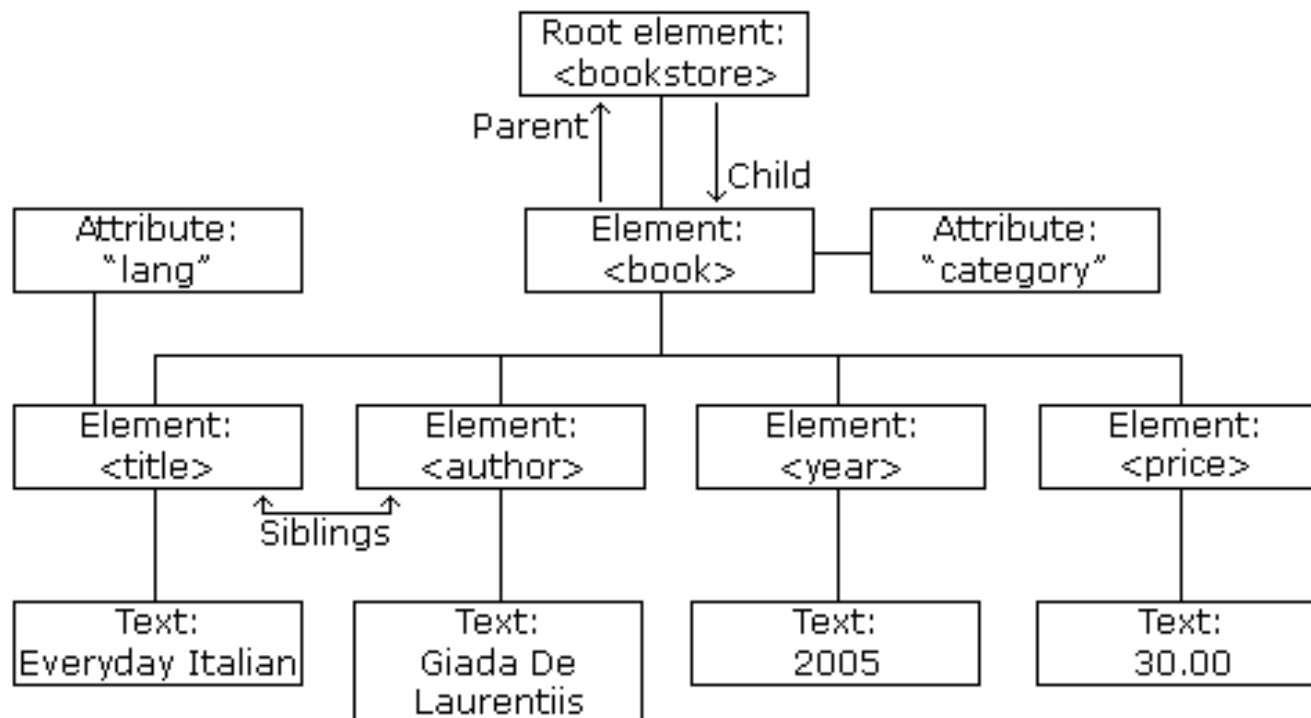 Root element:
<bookstore>
Parent
Child
Attribute:
“lang”
Element:
<book>
Attribute:
“category”
Element:
<title>
Element:
<author>
Element:
<year>
Element:
<price>
Siblings
Text:
Everyday Italian
Text:
Giada De
Laurentiis
Text:
2005
Text:
30.00